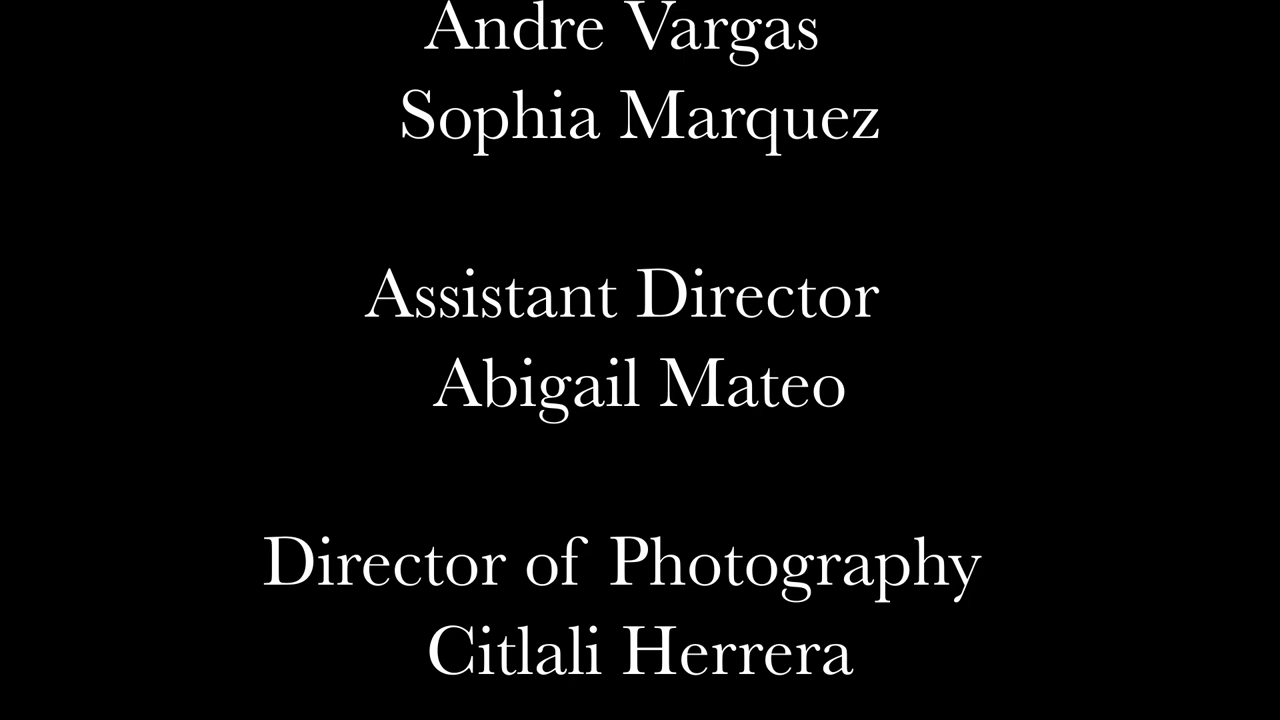 Andre Vargas
Sophia Marquez
Assistant Director
Abigail Mateo
Director of Photography
Citlali Herrera